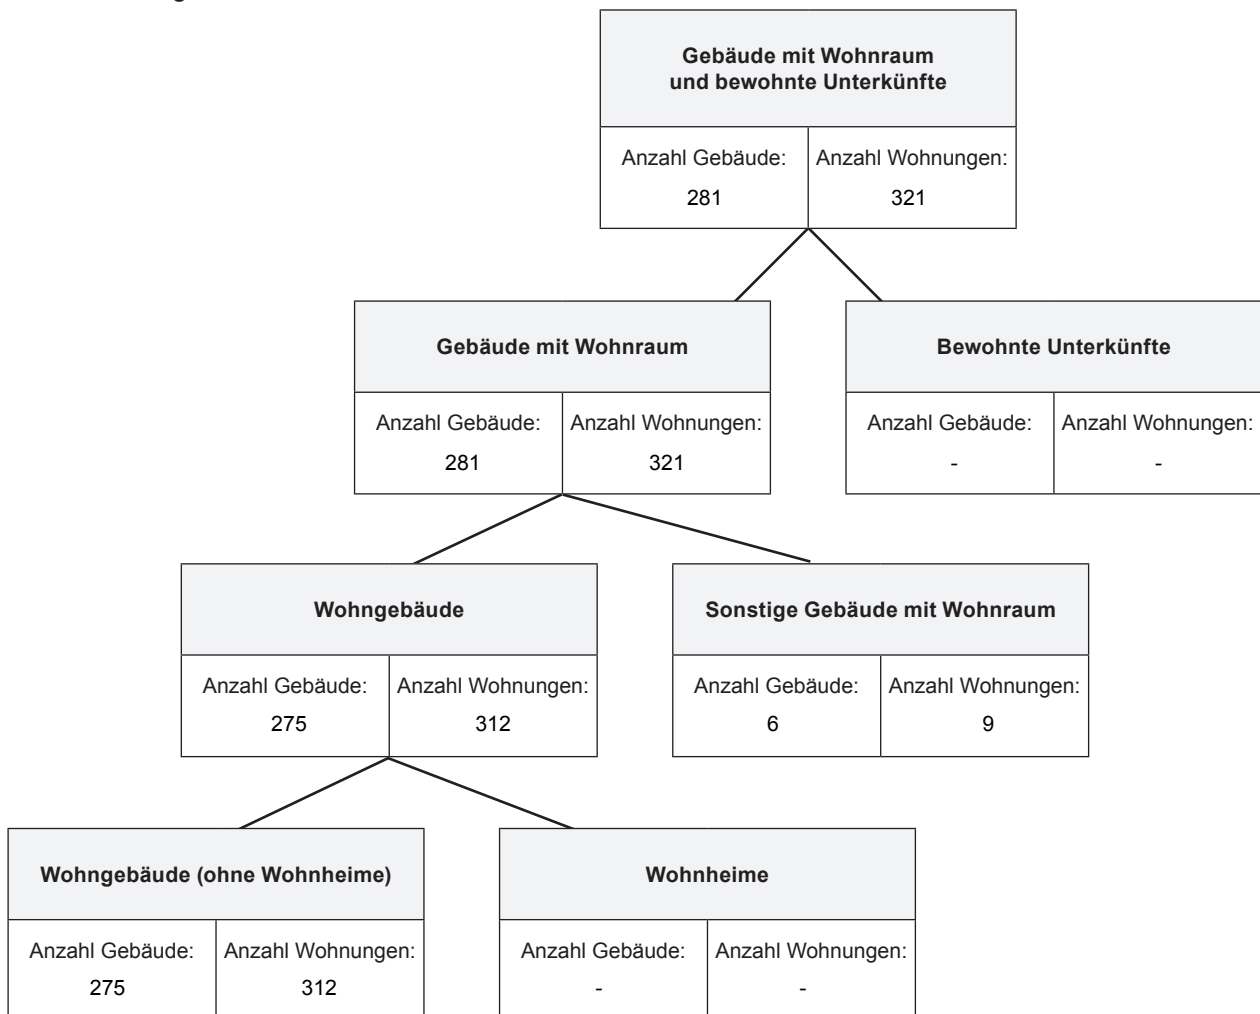 Gebäude mit Wohnraum
und bewohnte Unterkünfte
Anzahl Gebäude: Anzahl Wohnungen:
281 321
Gebäude mit Wohnraum
Anzahl Gebäude: Anzahl Wohnungen:
281 321
Bewohnte Unterkünfte
Anzahl Gebäude: Anzahl Wohnungen:
- -
Wohngebäude
Anzahl Gebäude: Anzahl Wohnungen:
275 312
Sonstige Gebäude mit Wohnraum
Anzahl Gebäude: Anzahl Wohnungen:
6 9
Wohngebäude (ohne Wohnheime)
Anzahl Gebäude: Anzahl Wohnungen:
275 312
Wohnheime
Anzahl Gebäude: Anzahl Wohnungen:
- -